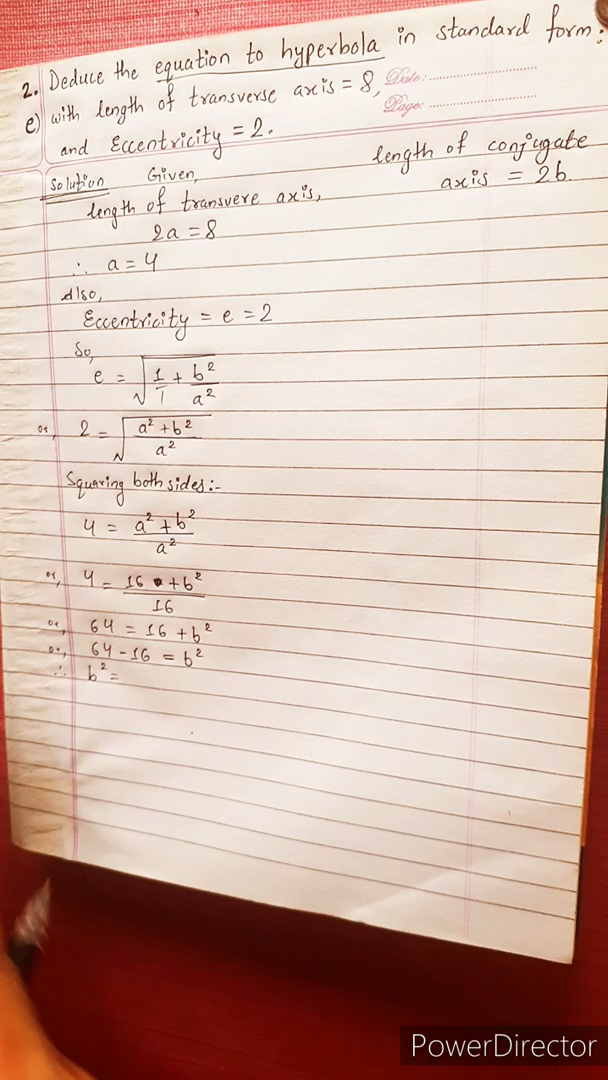 2. Deduce the equation to hyperbola in standard form:
e) with length of transverse axis = 8,
Date:
and Eccentricity = 2.
Page:
Solution Given,
length of conjugate
axis = 2b.
length of transvere axis,
2a = 8
∴ a = 4
Also,
Eccentricity = e = 2
So,
e = √(1/1 + b²/a²)
or, 2 = √((a² + b²)/a²)
Squaring both sides:-
4 = (a² + b²)/a²
or, 4 = (16 + b²)/16
or, 64 = 16 + b²
or, 64 - 16 = b²
∴ b² =
PowerDirector